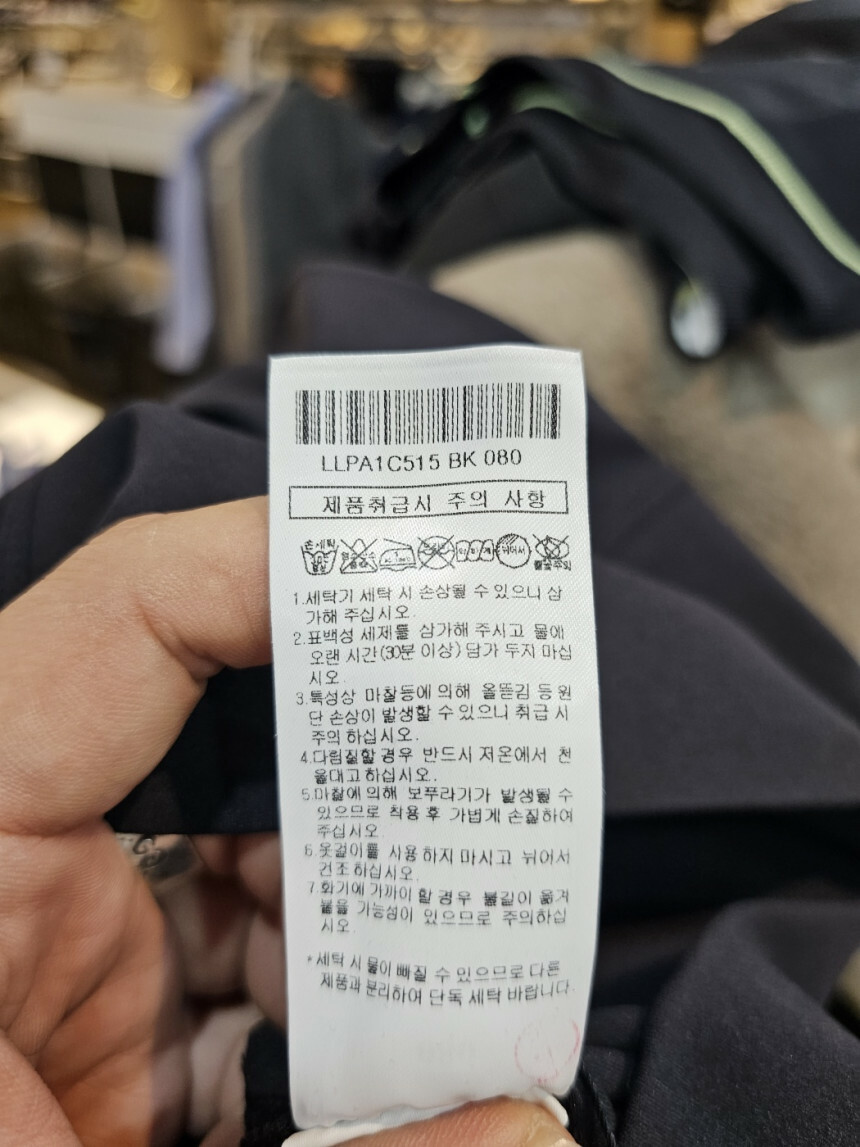 LLPA1C515 BK 080
제품취급시 주의 사항
손세탁
약하게
뉘어서
1.세탁기 세탁 시 손상될 수 있으니 삼
가해 주십시오.
2.표백성 세제를 삼가해 주시고 물에
오랜 시간(30분 이상)담가 두지 마십
시오.
3.특성상 마찰등에 의해 올뜯김 등 원
단 손상이 발생할 수 있으니 취급 시
주의 하십시오.
4.다림질할 경우 반드시 저온에서 천
을대고 하십시오.
5.마찰에 의해 보푸라기가 발생될 수
있으므로 착용 후 가볍게 손질하여
주십시오.
6.옷걸이를 사용하지 마시고 뉘어서
건조 하십시오.
7.화기에 가까이 할 경우 불길이 옮겨
붙을 가능성이 있으므로 주의하십
시오.
*세탁 시 물이 빠질 수 있으므로 다른
제품과 분리하여 단독 세탁 바랍니다.